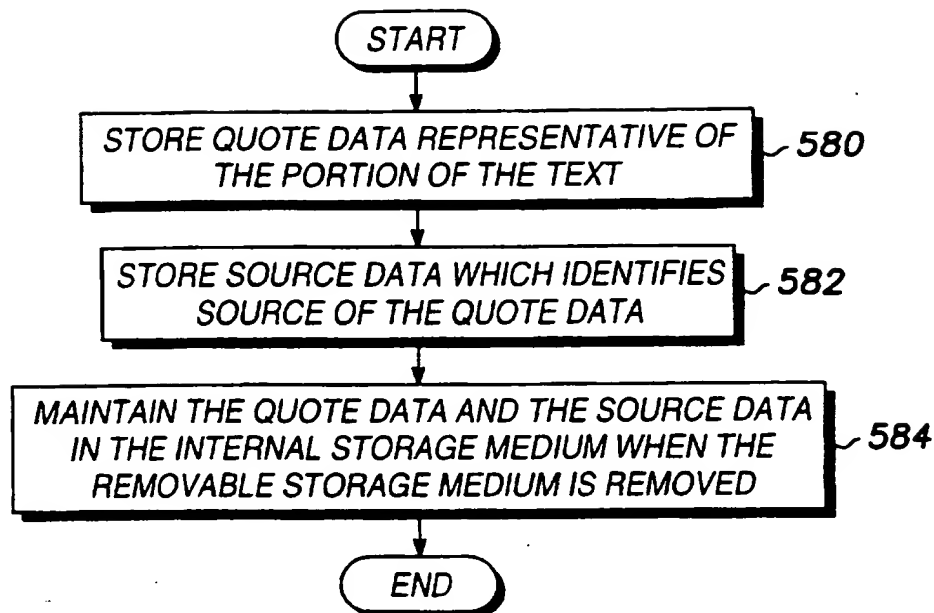 START
STORE QUOTE DATA REPRESENTATIVE OF
THE PORTION OF THE TEXT
580
STORE SOURCE DATA WHICH IDENTIFIES
SOURCE OF THE QUOTE DATA
582
MAINTAIN THE QUOTE DATA AND THE SOURCE DATA
IN THE INTERNAL STORAGE MEDIUM WHEN THE
REMOVABLE STORAGE MEDIUM IS REMOVED
584
END